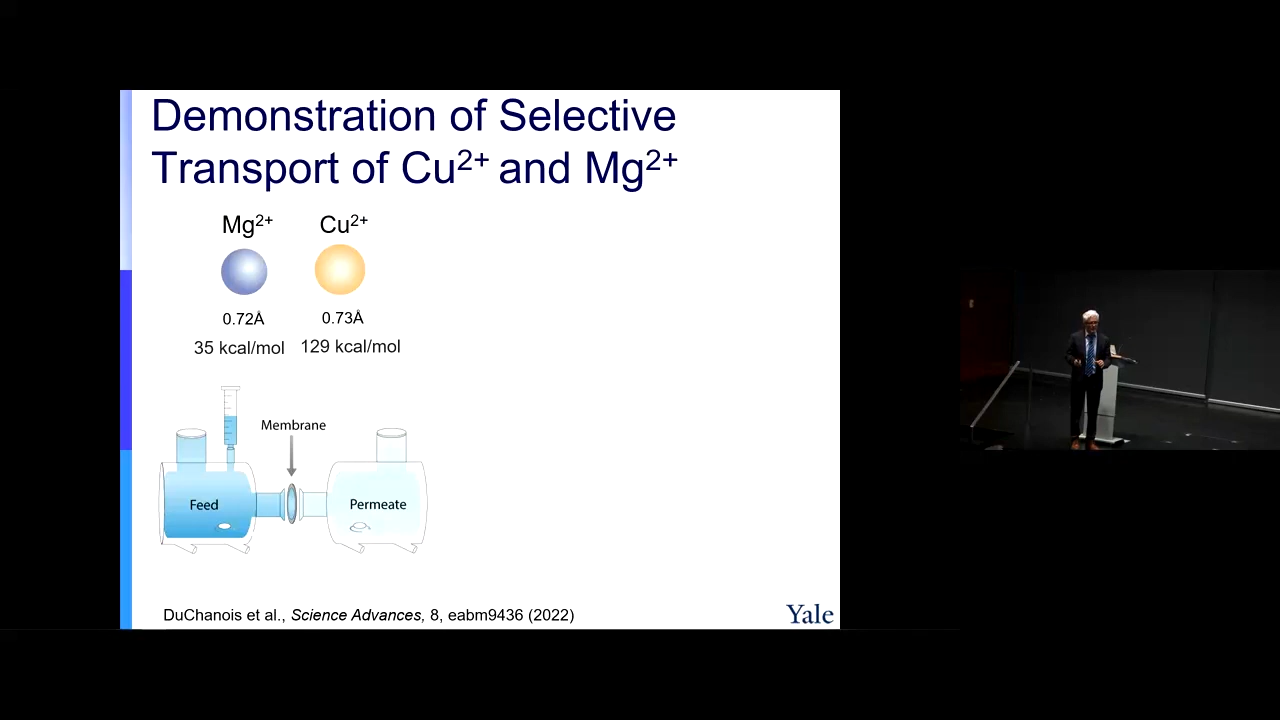 Demonstration of Selective
Transport of Cu²⁺ and Mg²⁺
Mg²⁺ Cu²⁺
0.72Å 0.73Å
35 kcal/mol 129 kcal/mol
Membrane
Feed Permeate
DuChanois et al., Science Advances, 8, eabm9436 (2022)
Yale